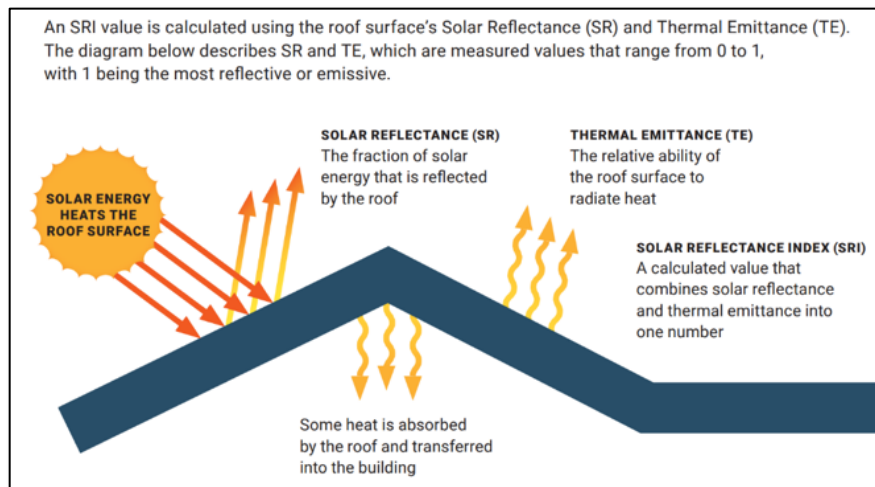 An SRI value is calculated using the roof surface's Solar Reflectance (SR) and Thermal Emittance (TE).
The diagram below describes SR and TE, which are measured values that range from 0 to 1,
with 1 being the most reflective or emissive.
SOLAR ENERGY
HEATS THE
ROOF SURFACE
SOLAR REFLECTANCE (SR)
The fraction of solar
energy that is reflected
by the roof
THERMAL EMITTANCE (TE)
The relative ability of
the roof surface to
radiate heat
SOLAR REFLECTANCE INDEX (SRI)
A calculated value that
combines solar reflectance
and thermal emittance into
one number
Some heat is absorbed
by the roof and transferred
into the building